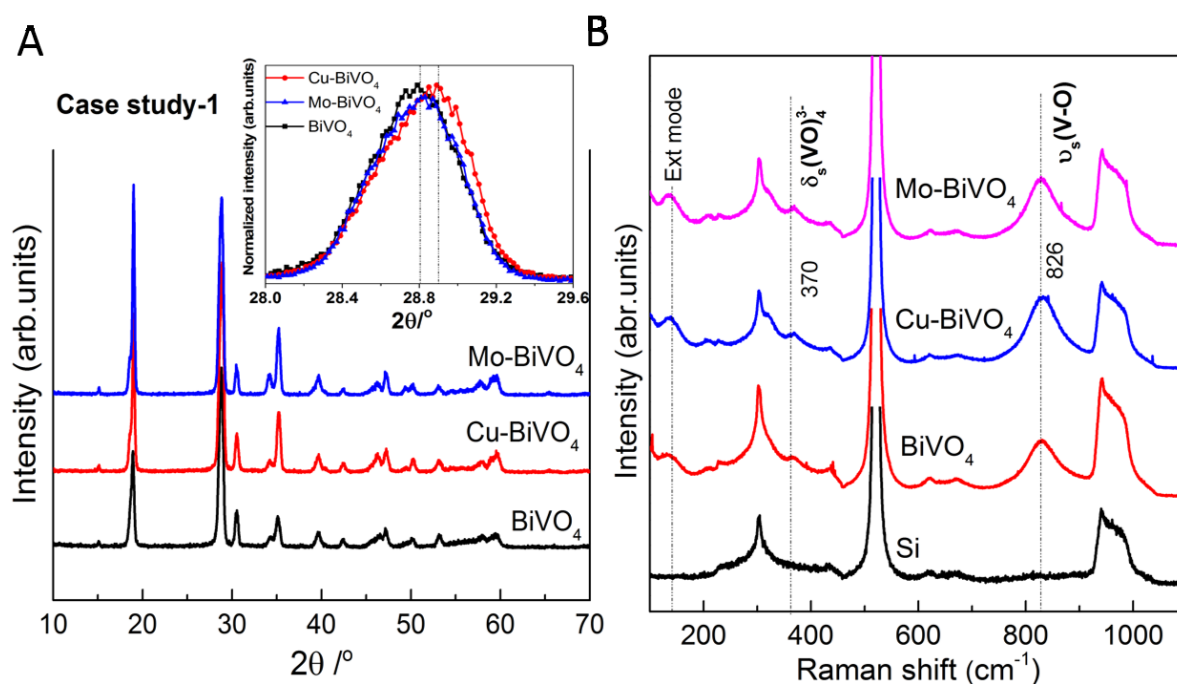 A
Case study-1
Normalized intensity (arb.units)
Cu-BiVO4
Mo-BiVO4
BiVO4
28.0 28.4 28.8 29.2 29.6
2θ/º
Intensity (arb.units)
Mo-BiVO4
Cu-BiVO4
BiVO4
10 20 30 40 50 60 70
2θ /º
B
Intensity (abr.units)
Ext mode
δs(VO)4 3-
υs(V-O)
Mo-BiVO4
370
826
Cu-BiVO4
BiVO4
Si
200 400 600 800 1000
Raman shift (cm-1)